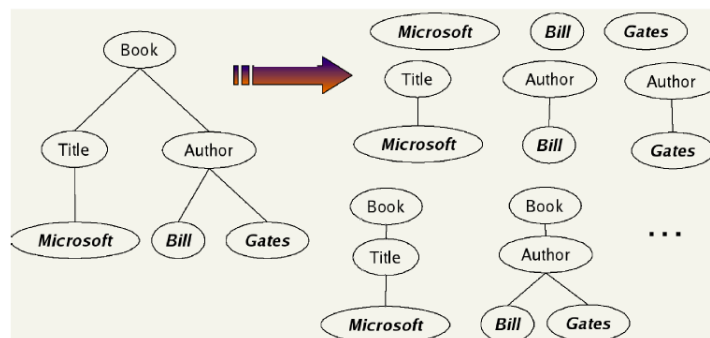 Book
Title Author
Microsoft Bill Gates
Microsoft Bill Gates
Title Author Author
Microsoft Bill Gates
Book Book
Title Author
Microsoft Bill Gates
...